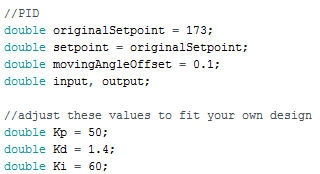 //PID
double originalSetpoint = 173;
double setpoint = originalSetpoint;
double movingAngleOffset = 0.1;
double input, output;
//adjust these values to fit your own design
double Kp = 50;
double Kd = 1.4;
double Ki = 60;